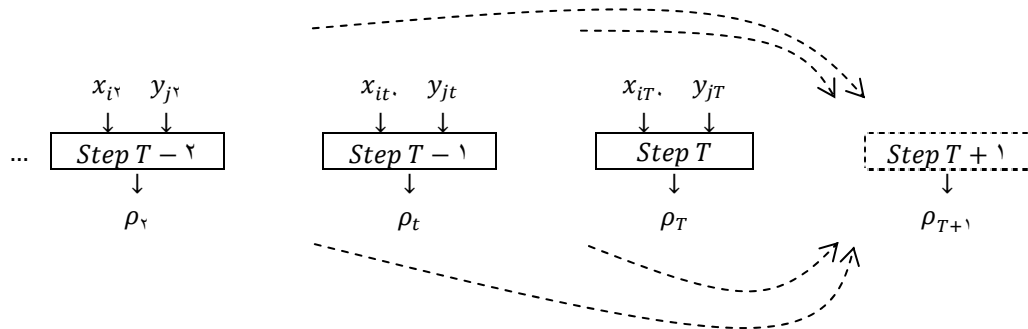 x_{i۲} y_{j۲} x_{it}. y_{jt} x_{iT}. y_{jT}
... Step T − ۲ Step T − ۱ Step T Step T + ۱
ρ_۲ ρ_t ρ_T ρ_{T+۱}